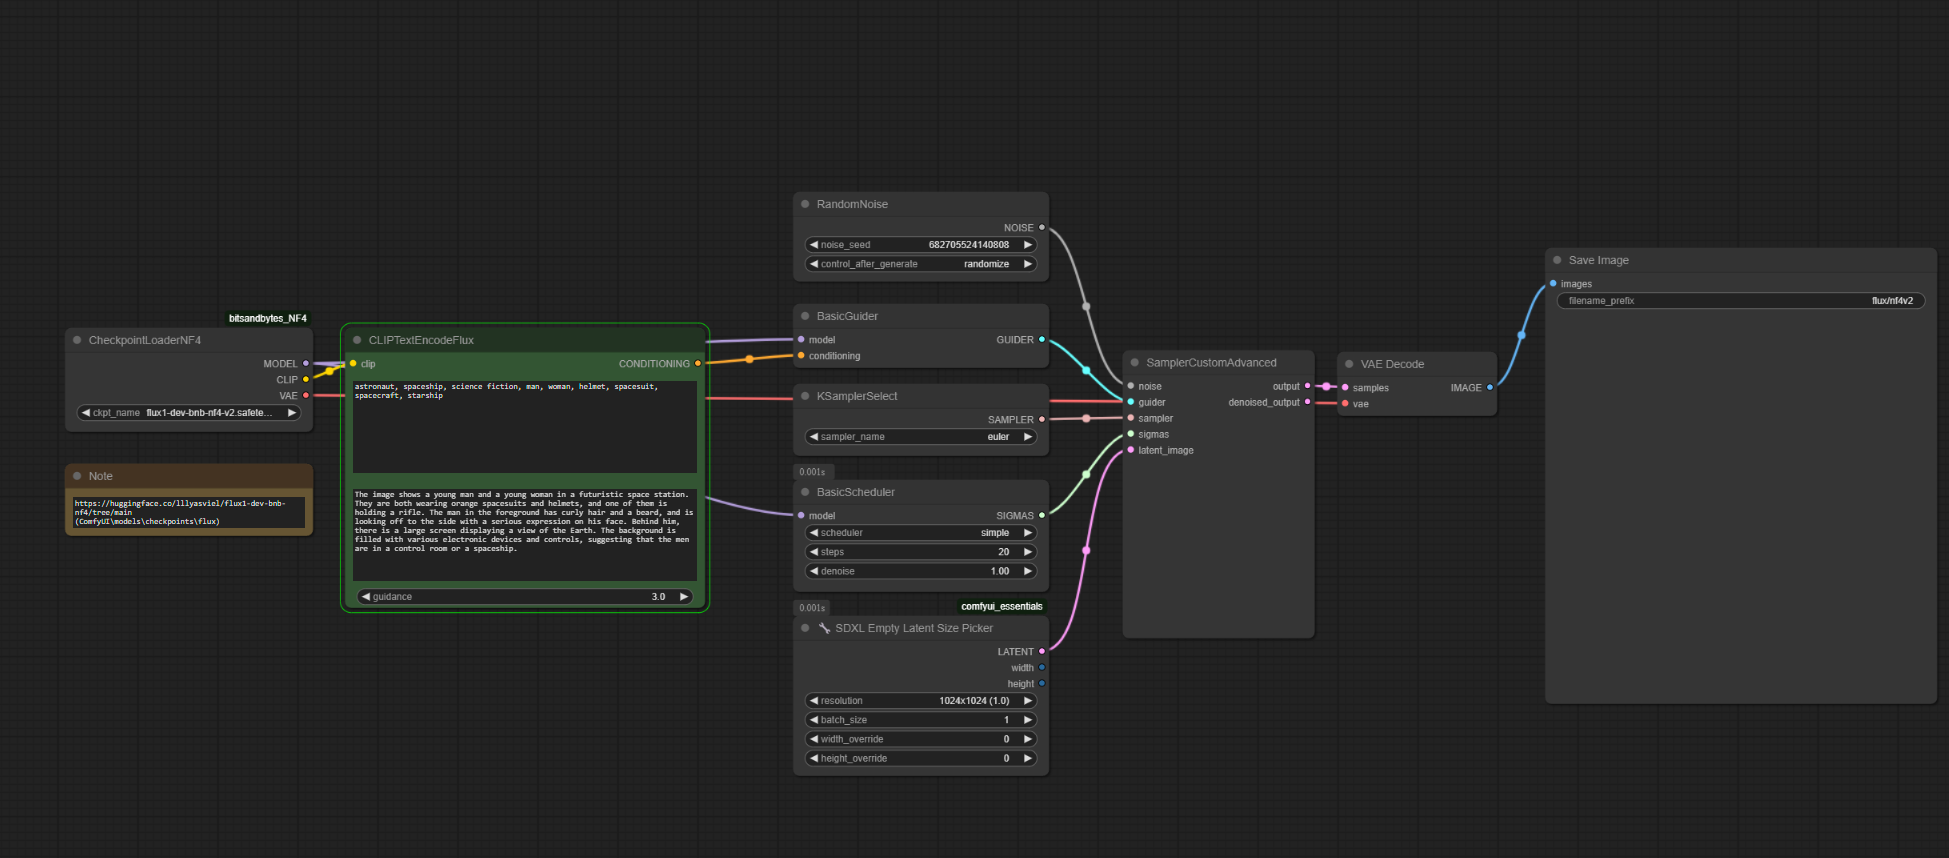 bitsandbytes_NF4
CheckpointLoaderNF4
MODEL
CLIP
VAE
ckpt_name flux1-dev-bnb-nf4-v2.safete...
Note
https://huggingface.co/lllyasviel/flux1-dev-bnb-
nf4/tree/main
(ComfyUI\models\checkpoints\flux)
CLIPTextEncodeFlux
clip CONDITIONING
astronaut, spaceship, science fiction, man, woman, helmet, spacesuit,
spacecraft, starship
The image shows a young man and a young woman in a futuristic space station.
They are both wearing orange spacesuits and helmets, and one of them is
holding a rifle. The man in the foreground has curly hair and a beard, and is
looking off to the side with a serious expression on his face. Behind him,
there is a large screen displaying a view of the Earth. The background is
filled with various electronic devices and controls, suggesting that the men
are in a control room or a spaceship.
guidance 3.0
RandomNoise
NOISE
noise_seed 682705524140808
control_after_generate randomize
BasicGuider
model GUIDER
conditioning
KSamplerSelect
SAMPLER
sampler_name euler
0.001s
BasicScheduler
model SIGMAS
scheduler simple
steps 20
denoise 1.00
0.001s
comfyui_essentials
SDXL Empty Latent Size Picker
LATENT
width
height
resolution 1024x1024 (1.0)
batch_size 1
width_override 0
height_override 0
SamplerCustomAdvanced
noise output
guider denoised_output
sampler
sigmas
latent_image
VAE Decode
samples IMAGE
vae
Save Image
images
filename_prefix flux/nf4v2